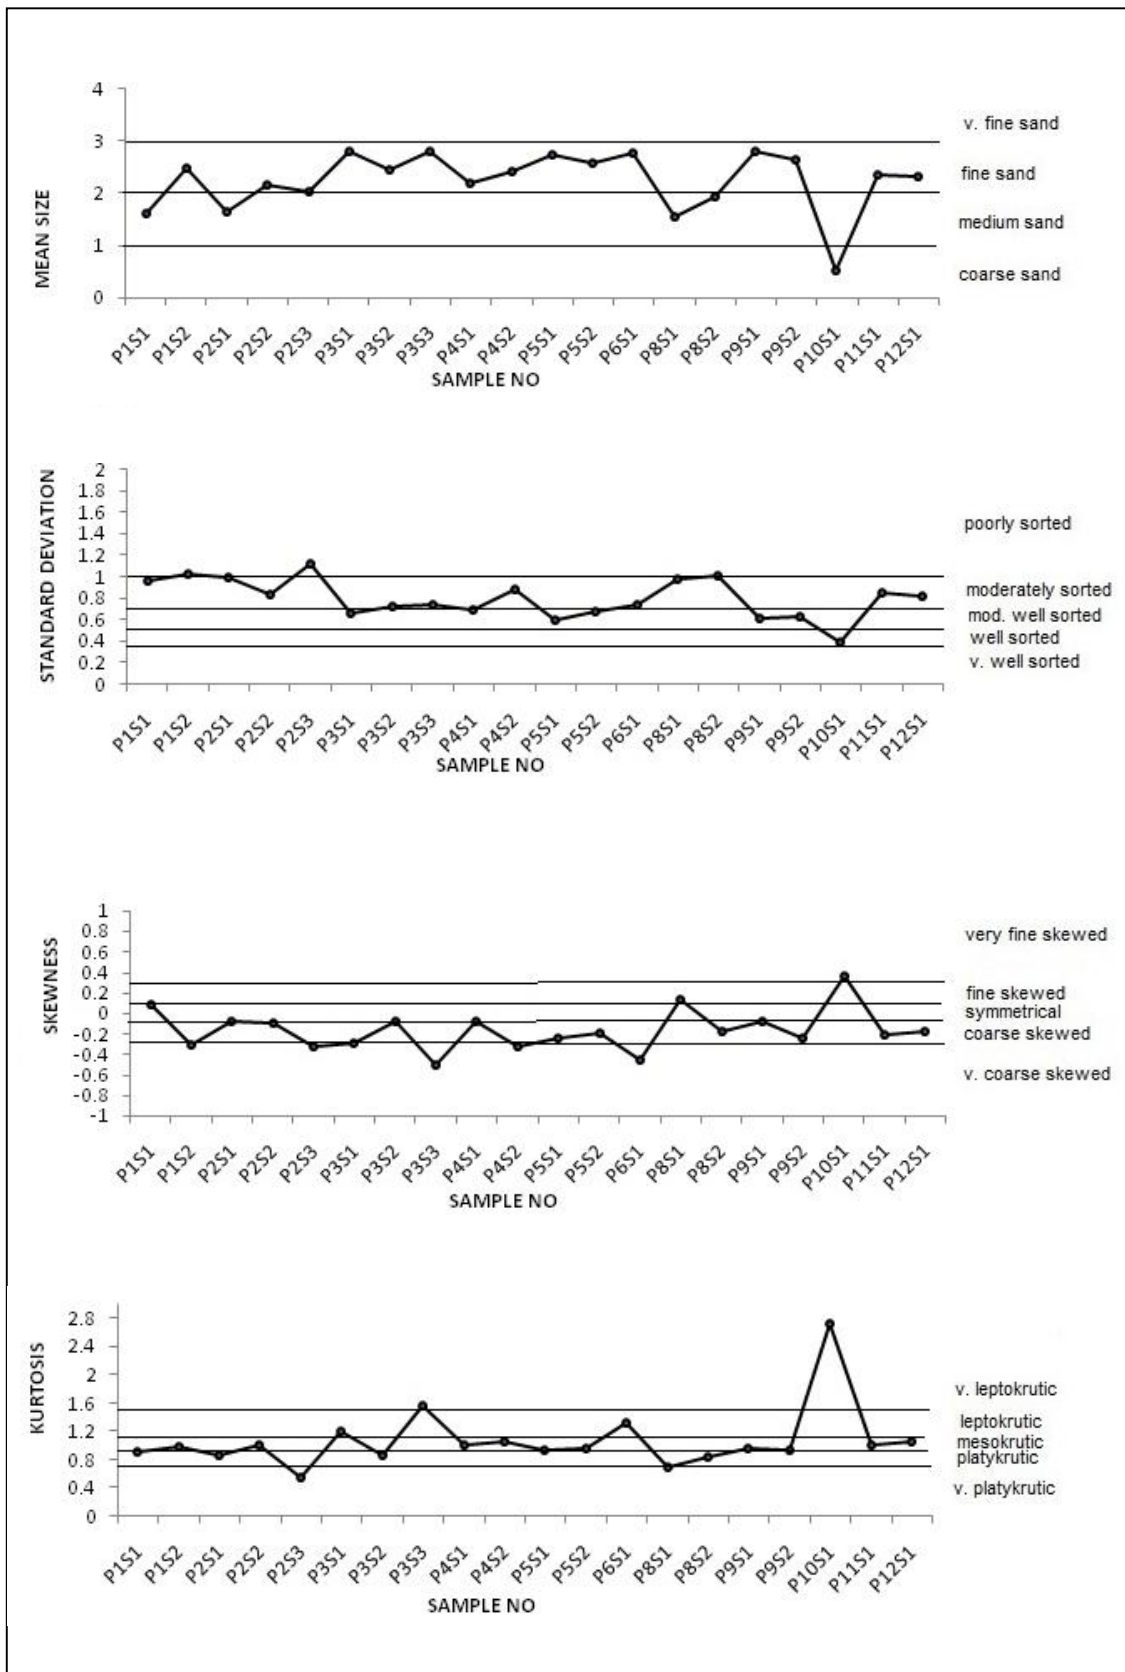 4
3
2
1
0
MEAN SIZE
v. fine sand
fine sand
medium sand
coarse sand
P1S1 P1S2 P2S1 P2S2 P2S3 P3S1 P3S2 P3S3 P4S1 P4S2 P5S1 P5S2 P6S1 P8S1 P8S2 P9S1 P9S2 P10S1 P11S1 P12S1
SAMPLE NO
2
1.8
1.6
1.4
1.2
1
0.8
0.6
0.4
0.2
0
STANDARD DEVIATION
poorly sorted
moderately sorted
mod. well sorted
well sorted
v. well sorted
P1S1 P1S2 P2S1 P2S2 P2S3 P3S1 P3S2 P3S3 P4S1 P4S2 P5S1 P5S2 P6S1 P8S1 P8S2 P9S1 P9S2 P10S1 P11S1 P12S1
SAMPLE NO
1
0.8
0.6
0.4
0.2
0
-0.2
-0.4
-0.6
-0.8
-1
SKEWNESS
very fine skewed
fine skewed
symmetrical
coarse skewed
v. coarse skewed
P1S1 P1S2 P2S1 P2S2 P2S3 P3S1 P3S2 P3S3 P4S1 P4S2 P5S1 P5S2 P6S1 P8S1 P8S2 P9S1 P9S2 P10S1 P11S1 P12S1
SAMPLE NO
2.8
2.4
2
1.6
1.2
0.8
0.4
0
KURTOSIS
v. leptokrutic
leptokrutic
mesokrutic
platykrutic
v. platykrutic
P1S1 P1S2 P2S1 P2S2 P2S3 P3S1 P3S2 P3S3 P4S1 P4S2 P5S1 P5S2 P6S1 P8S1 P8S2 P9S1 P9S2 P10S1 P11S1 P12S1
SAMPLE NO